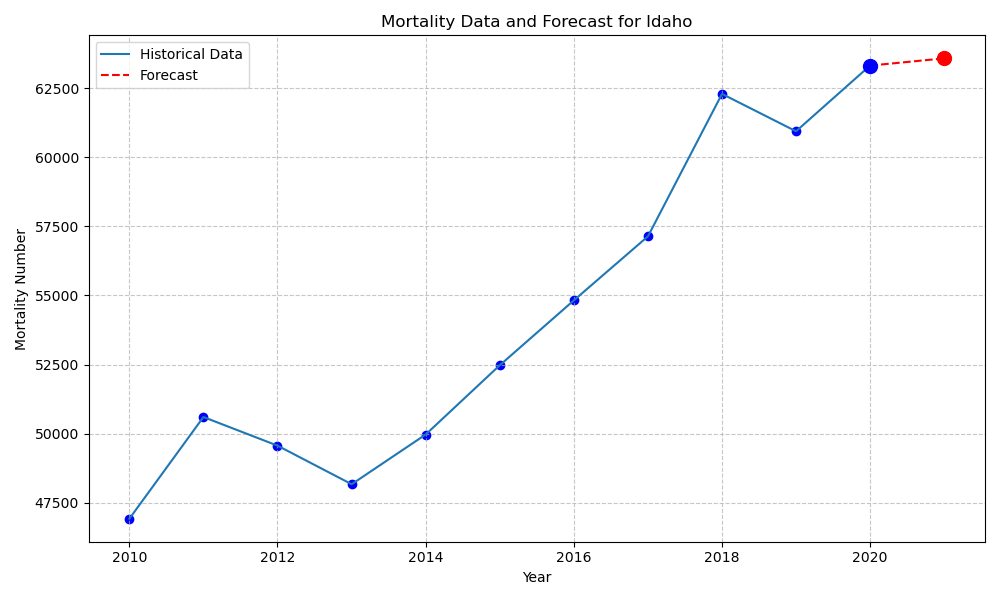 Mortality Data and Forecast for Idaho
Historical Data
Forecast
62500
60000
57500
55000
52500
50000
47500
Mortality Number
2010
2012
2014
2016
2018
2020
Year